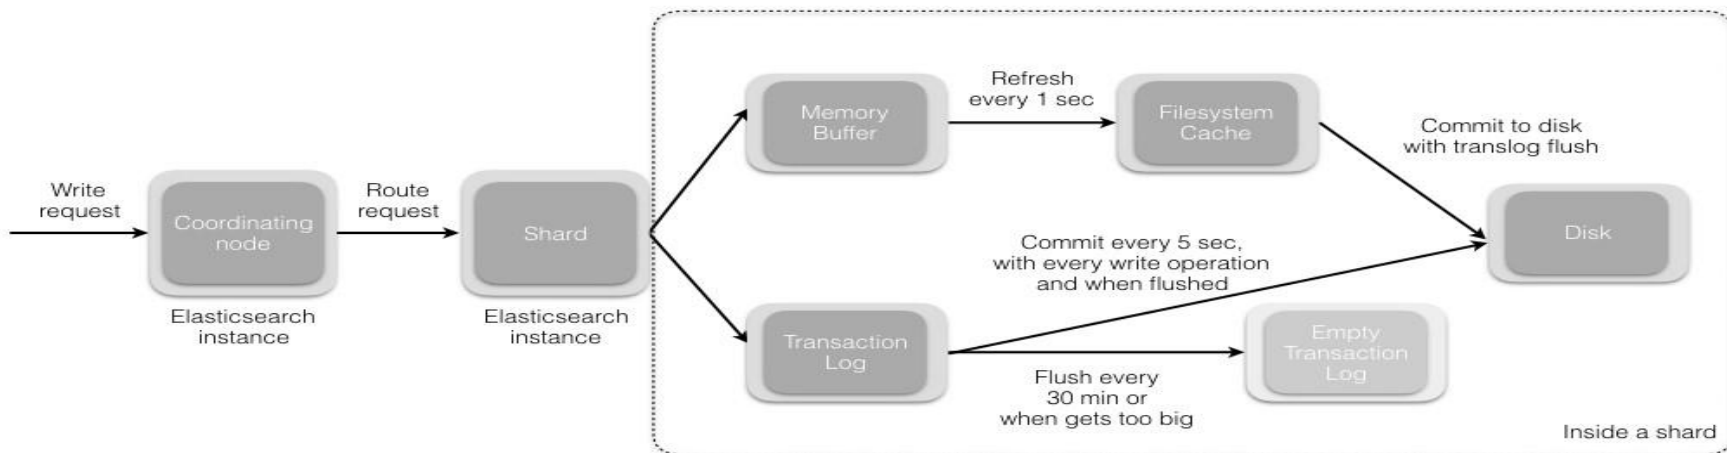 Write
request
Coordinating
node
Elasticsearch
instance
Route
request
Shard
Elasticsearch
instance
Memory
Buffer
Refresh
every 1 sec
Filesystem
Cache
Commit to disk
with translog flush
Disk
Commit every 5 sec,
with every write operation
and when flushed
Transaction
Log
Flush every
30 min or
when gets too big
Empty
Transaction
Log
Inside a shard